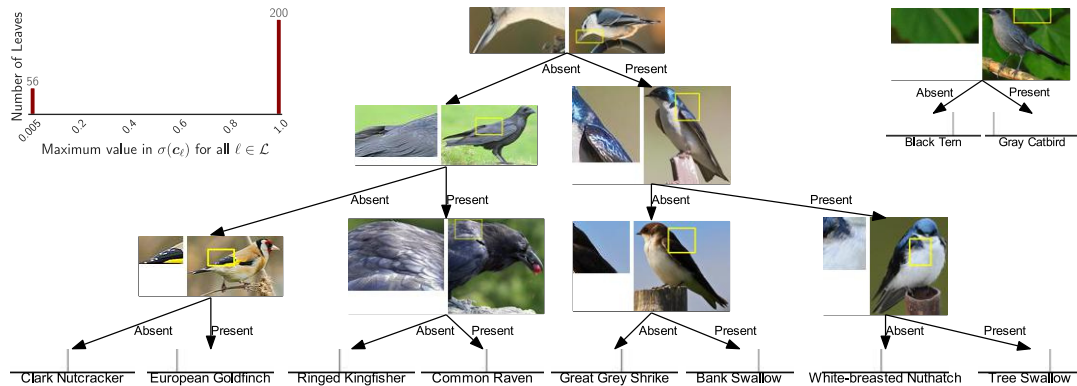 200
56
Number of Leaves
0.005
0.2
0.4
0.6
0.8
1.0
Maximum value in σ(c_ℓ) for all ℓ ∈ ℒ
Absent
Present
Absent
Present
Black Tern
Gray Catbird
Absent
Present
Absent
Present
Absent
Present
Absent
Present
Absent
Present
Absent
Present
Clark Nutcracker
European Goldfinch
Ringed Kingfisher
Common Raven
Great Grey Shrike
Bank Swallow
White-breasted Nuthatch
Tree Swallow